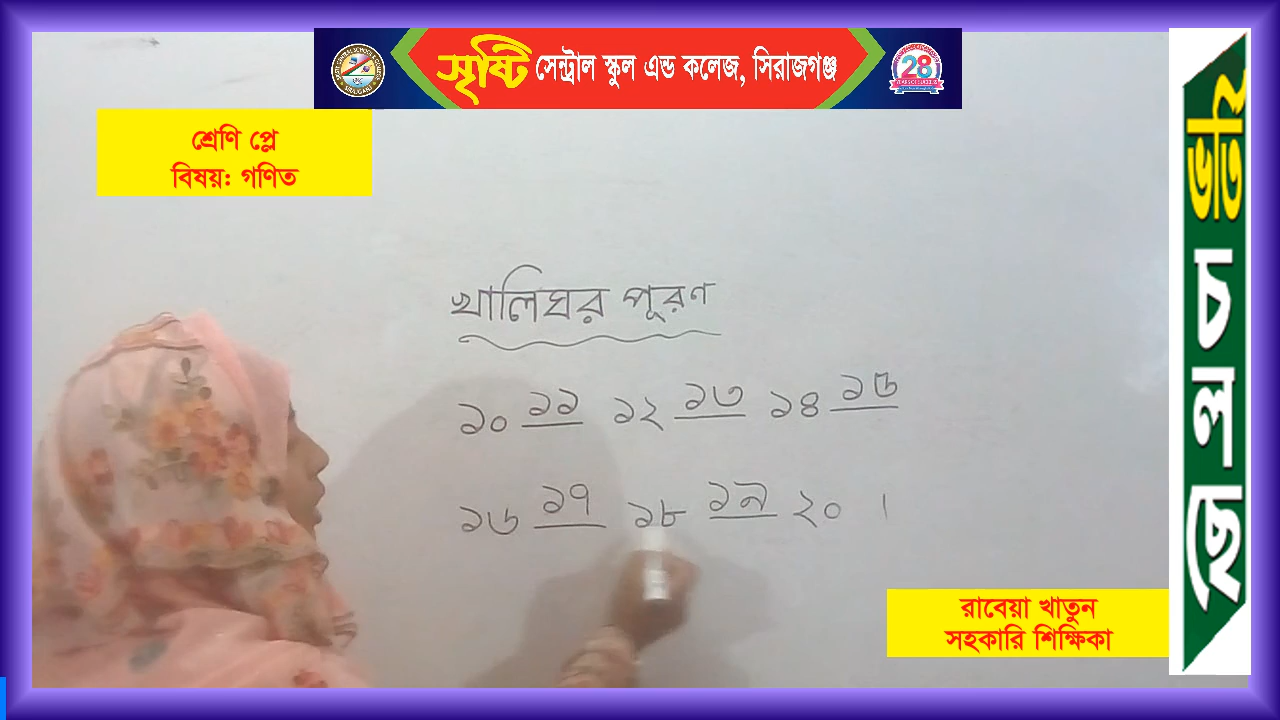 সৃষ্টি সেন্ট্রাল স্কুল এন্ড কলেজ, সিরাজগঞ্জ
28
শ্রেণি প্লে
বিষয়: গণিত
খালিঘর পূরণ
১০ ১১ ১২ ১৩ ১৪ ১৫
১৬ ১৭ ১৮ ১৯ ২০ ।
রাবেয়া খাতুন
সহকারি শিক্ষিকা
ভর্তি চলছে